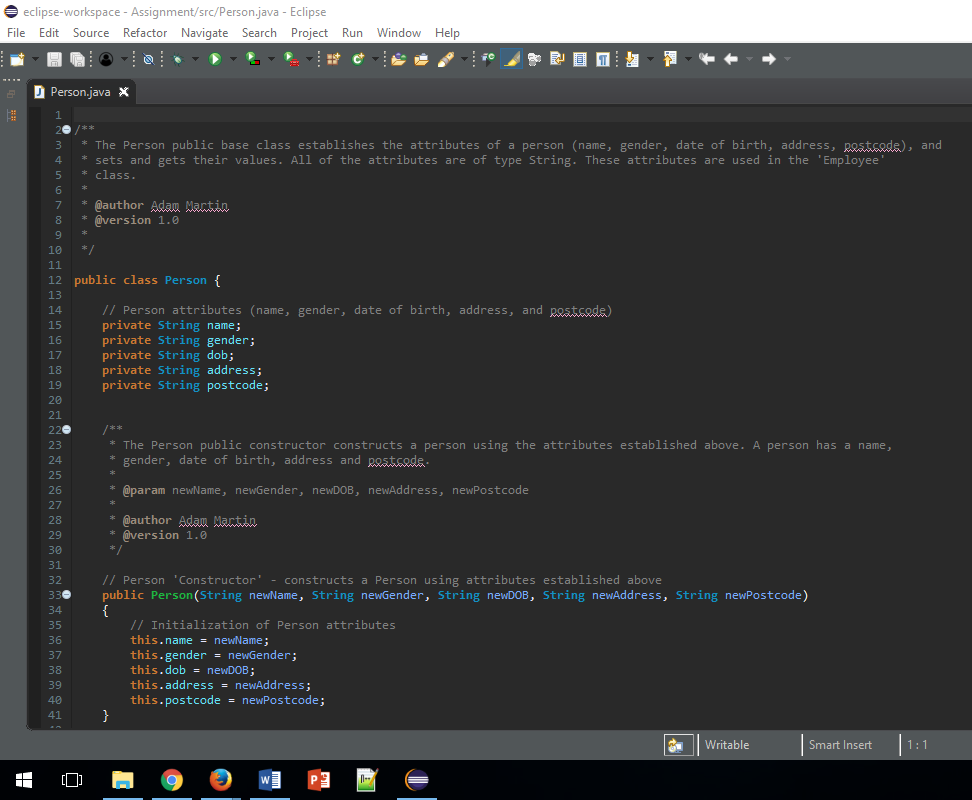 eclipse-workspace - Assignment/src/Person.java - Eclipse
File Edit Source Refactor Navigate Search Project Run Window Help
Person.java
1
2 /**
3 * The Person public base class establishes the attributes of a person (name, gender, date of birth, address, postcode), and
4 * sets and gets their values. All of the attributes are of type String. These attributes are used in the 'Employee'
5 * class.
6 *
7 * @author Adam Martin
8 * @version 1.0
9 *
10 */
11
12 public class Person {
13
14 // Person attributes (name, gender, date of birth, address, and postcode)
15 private String name;
16 private String gender;
17 private String dob;
18 private String address;
19 private String postcode;
20
21
22 /**
23 * The Person public constructor constructs a person using the attributes established above. A person has a name,
24 * gender, date of birth, address and postcode.
25 *
26 * @param newName, newGender, newDOB, newAddress, newPostcode
27 *
28 * @author Adam Martin
29 * @version 1.0
30 */
31
32 // Person 'Constructor' - constructs a Person using attributes established above
33 public Person(String newName, String newGender, String newDOB, String newAddress, String newPostcode)
34 {
35 // Initialization of Person attributes
36 this.name = newName;
37 this.gender = newGender;
38 this.dob = newDOB;
39 this.address = newAddress;
40 this.postcode = newPostcode;
41 }
Writable Smart Insert 1 : 1